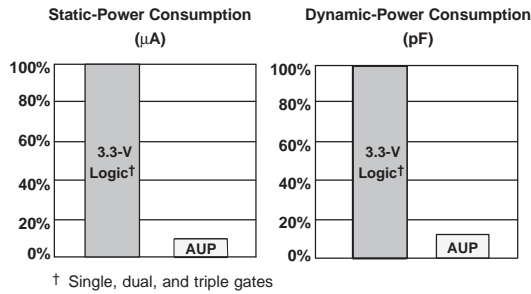 Static-Power Consumption
(µA)
100%
80%
60%
40%
20%
0%
3.3-V
Logic†
AUP
Dynamic-Power Consumption
(pF)
100%
80%
60%
40%
20%
0%
3.3-V
Logic†
AUP
† Single, dual, and triple gates